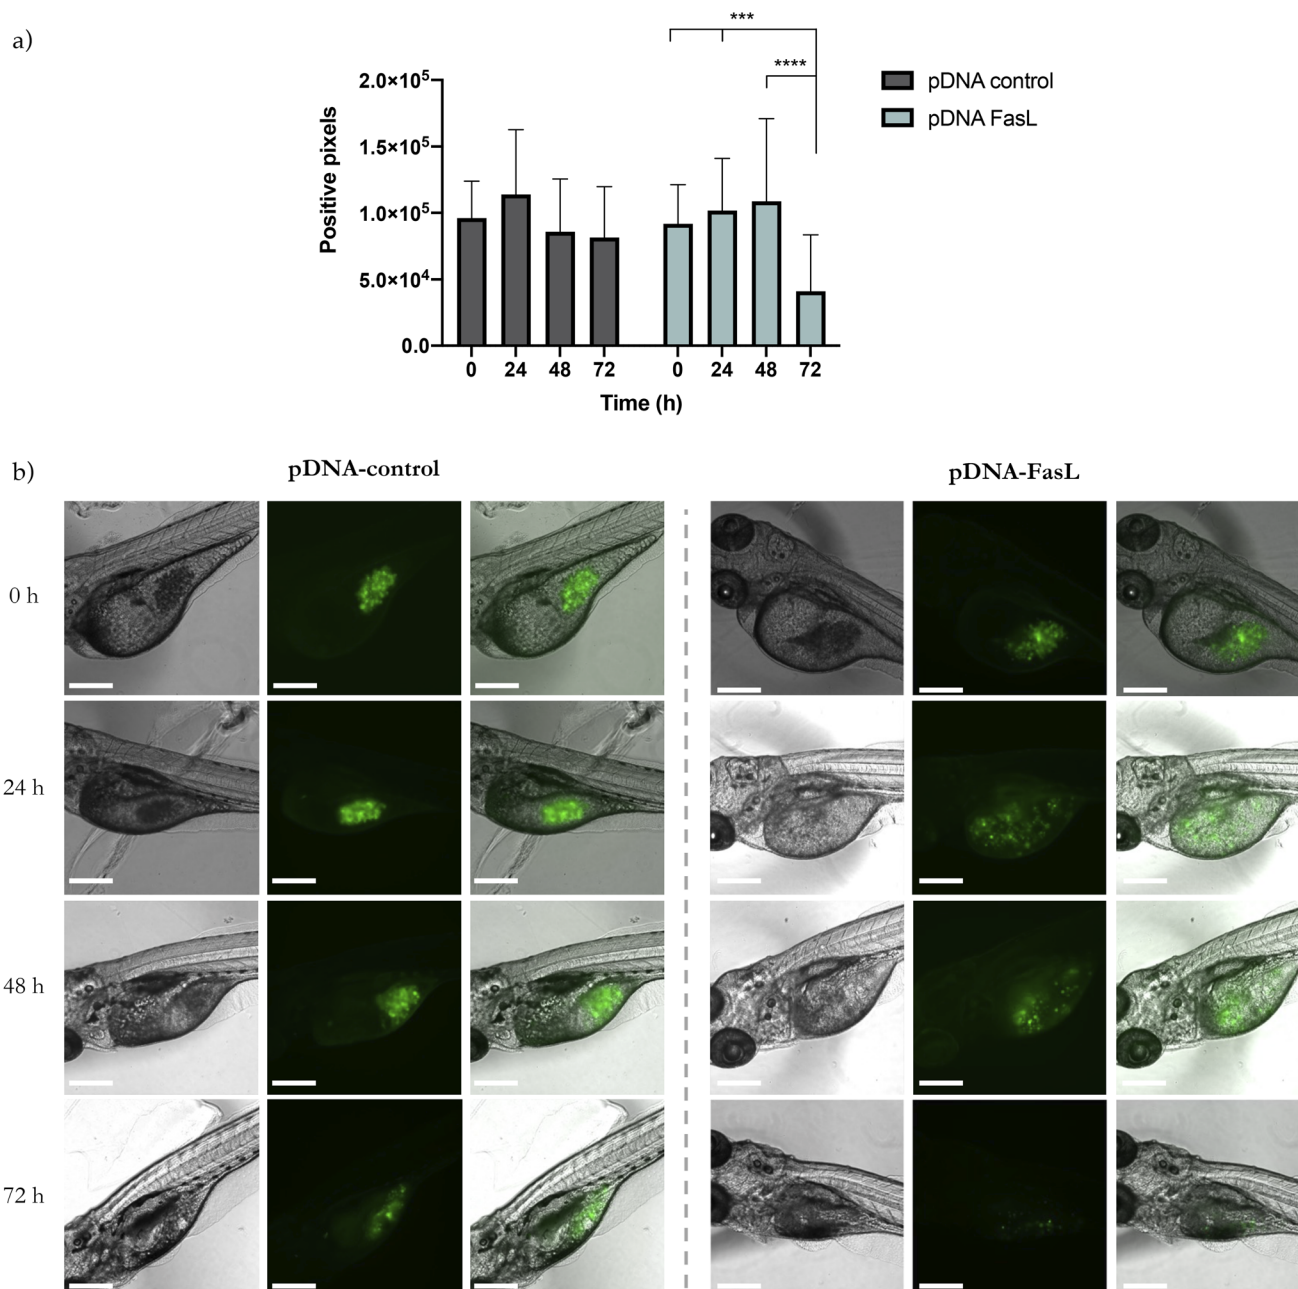 a)
***
****
2.0×10⁵
1.5×10⁵
1.0×10⁵
5.0×10⁴
0.0
Positive pixels
0 24 48 72 0 24 48 72
Time (h)
pDNA control
pDNA FasL
b)
pDNA-control
pDNA-FasL
0 h
24 h
48 h
72 h